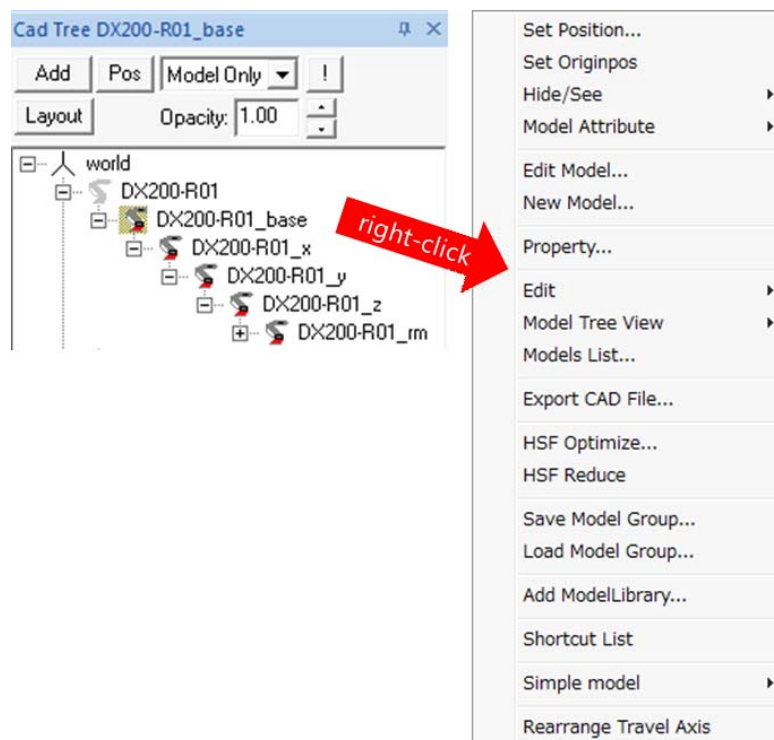 Cad Tree DX200-R01_base
Add Pos Model Only !
Layout Opacity: 1.00
world
DX200-R01
DX200-R01_base
DX200-R01_x
DX200-R01_y
DX200-R01_z
DX200-R01_rm
right-click
Set Position...
Set Originpos
Hide/See
Model Attribute
Edit Model...
New Model...
Property...
Edit
Model Tree View
Models List...
Export CAD File...
HSF Optimize...
HSF Reduce
Save Model Group...
Load Model Group...
Add ModelLibrary...
Shortcut List
Simple model
Rearrange Travel Axis